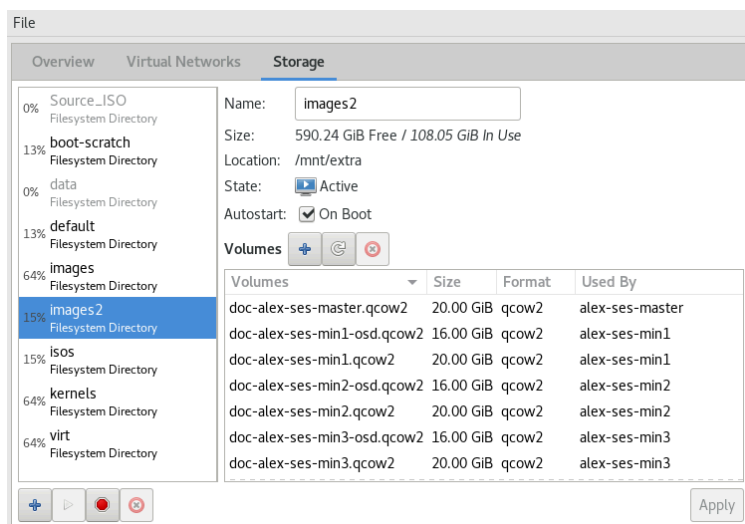 File
Overview Virtual Networks Storage
0% Source_ISO
Filesystem Directory
13% boot-scratch
Filesystem Directory
0% data
Filesystem Directory
13% default
Filesystem Directory
64% images
Filesystem Directory
15% images2
Filesystem Directory
15% isos
Filesystem Directory
64% kernels
Filesystem Directory
64% virt
Filesystem Directory
Name: images2
Size: 590.24 GiB Free / 108.05 GiB In Use
Location: /mnt/extra
State: Active
Autostart: On Boot
Volumes
Volumes Size Format Used By
doc-alex-ses-master.qcow2 20.00 GiB qcow2 alex-ses-master
doc-alex-ses-min1-osd.qcow2 16.00 GiB qcow2 alex-ses-min1
doc-alex-ses-min1.qcow2 20.00 GiB qcow2 alex-ses-min1
doc-alex-ses-min2-osd.qcow2 16.00 GiB qcow2 alex-ses-min2
doc-alex-ses-min2.qcow2 20.00 GiB qcow2 alex-ses-min2
doc-alex-ses-min3-osd.qcow2 16.00 GiB qcow2 alex-ses-min3
doc-alex-ses-min3.qcow2 20.00 GiB qcow2 alex-ses-min3
Apply